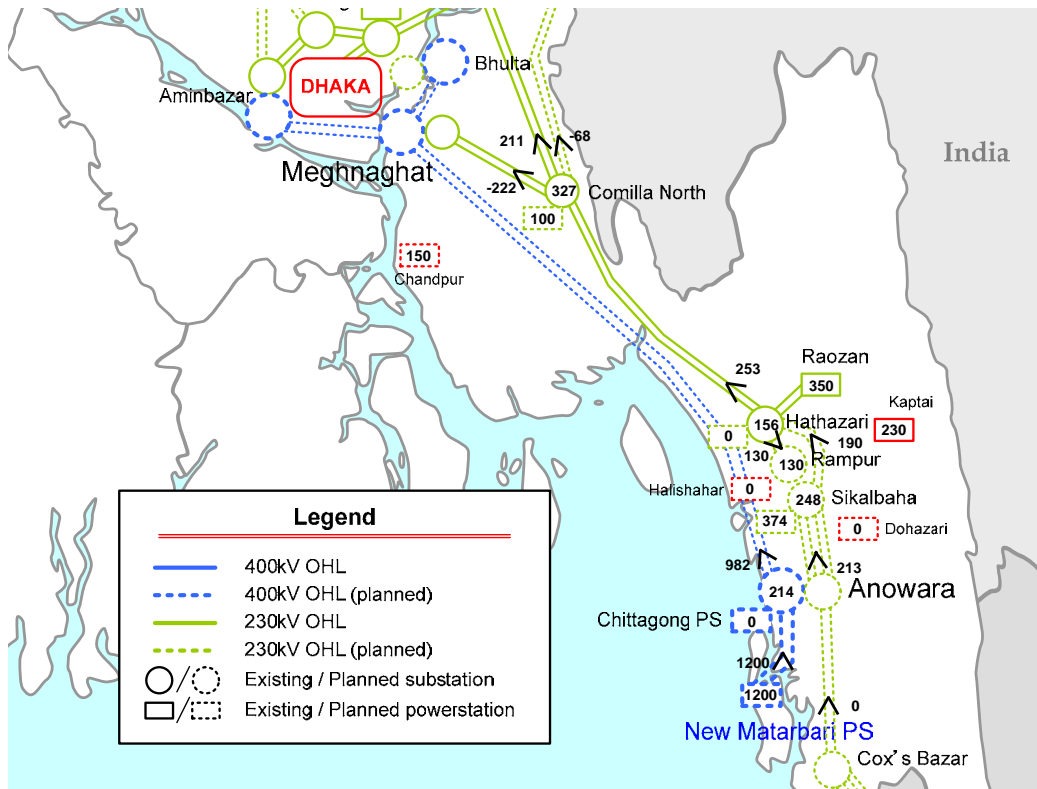 g
DHAKA
Bhulta
Aminbazar
Meghnaghat
211
-68
-222
327
Comilla North
India
100
150
Chandpur
253
Raozan
350
Kaptai
230
156
Hathazari
0
130
190
130
Rampur
Halishahar
0
248
Sikalbaha
374
0
Dohazari
982
213
214
Anowara
Chittagong PS
0
1200
1200
0
New Matarbari PS
Cox's Bazar
Legend
400kV OHL
400kV OHL (planned)
230kV OHL
230kV OHL (planned)
/
Existing / Planned substation
/
Existing / Planned powerstation